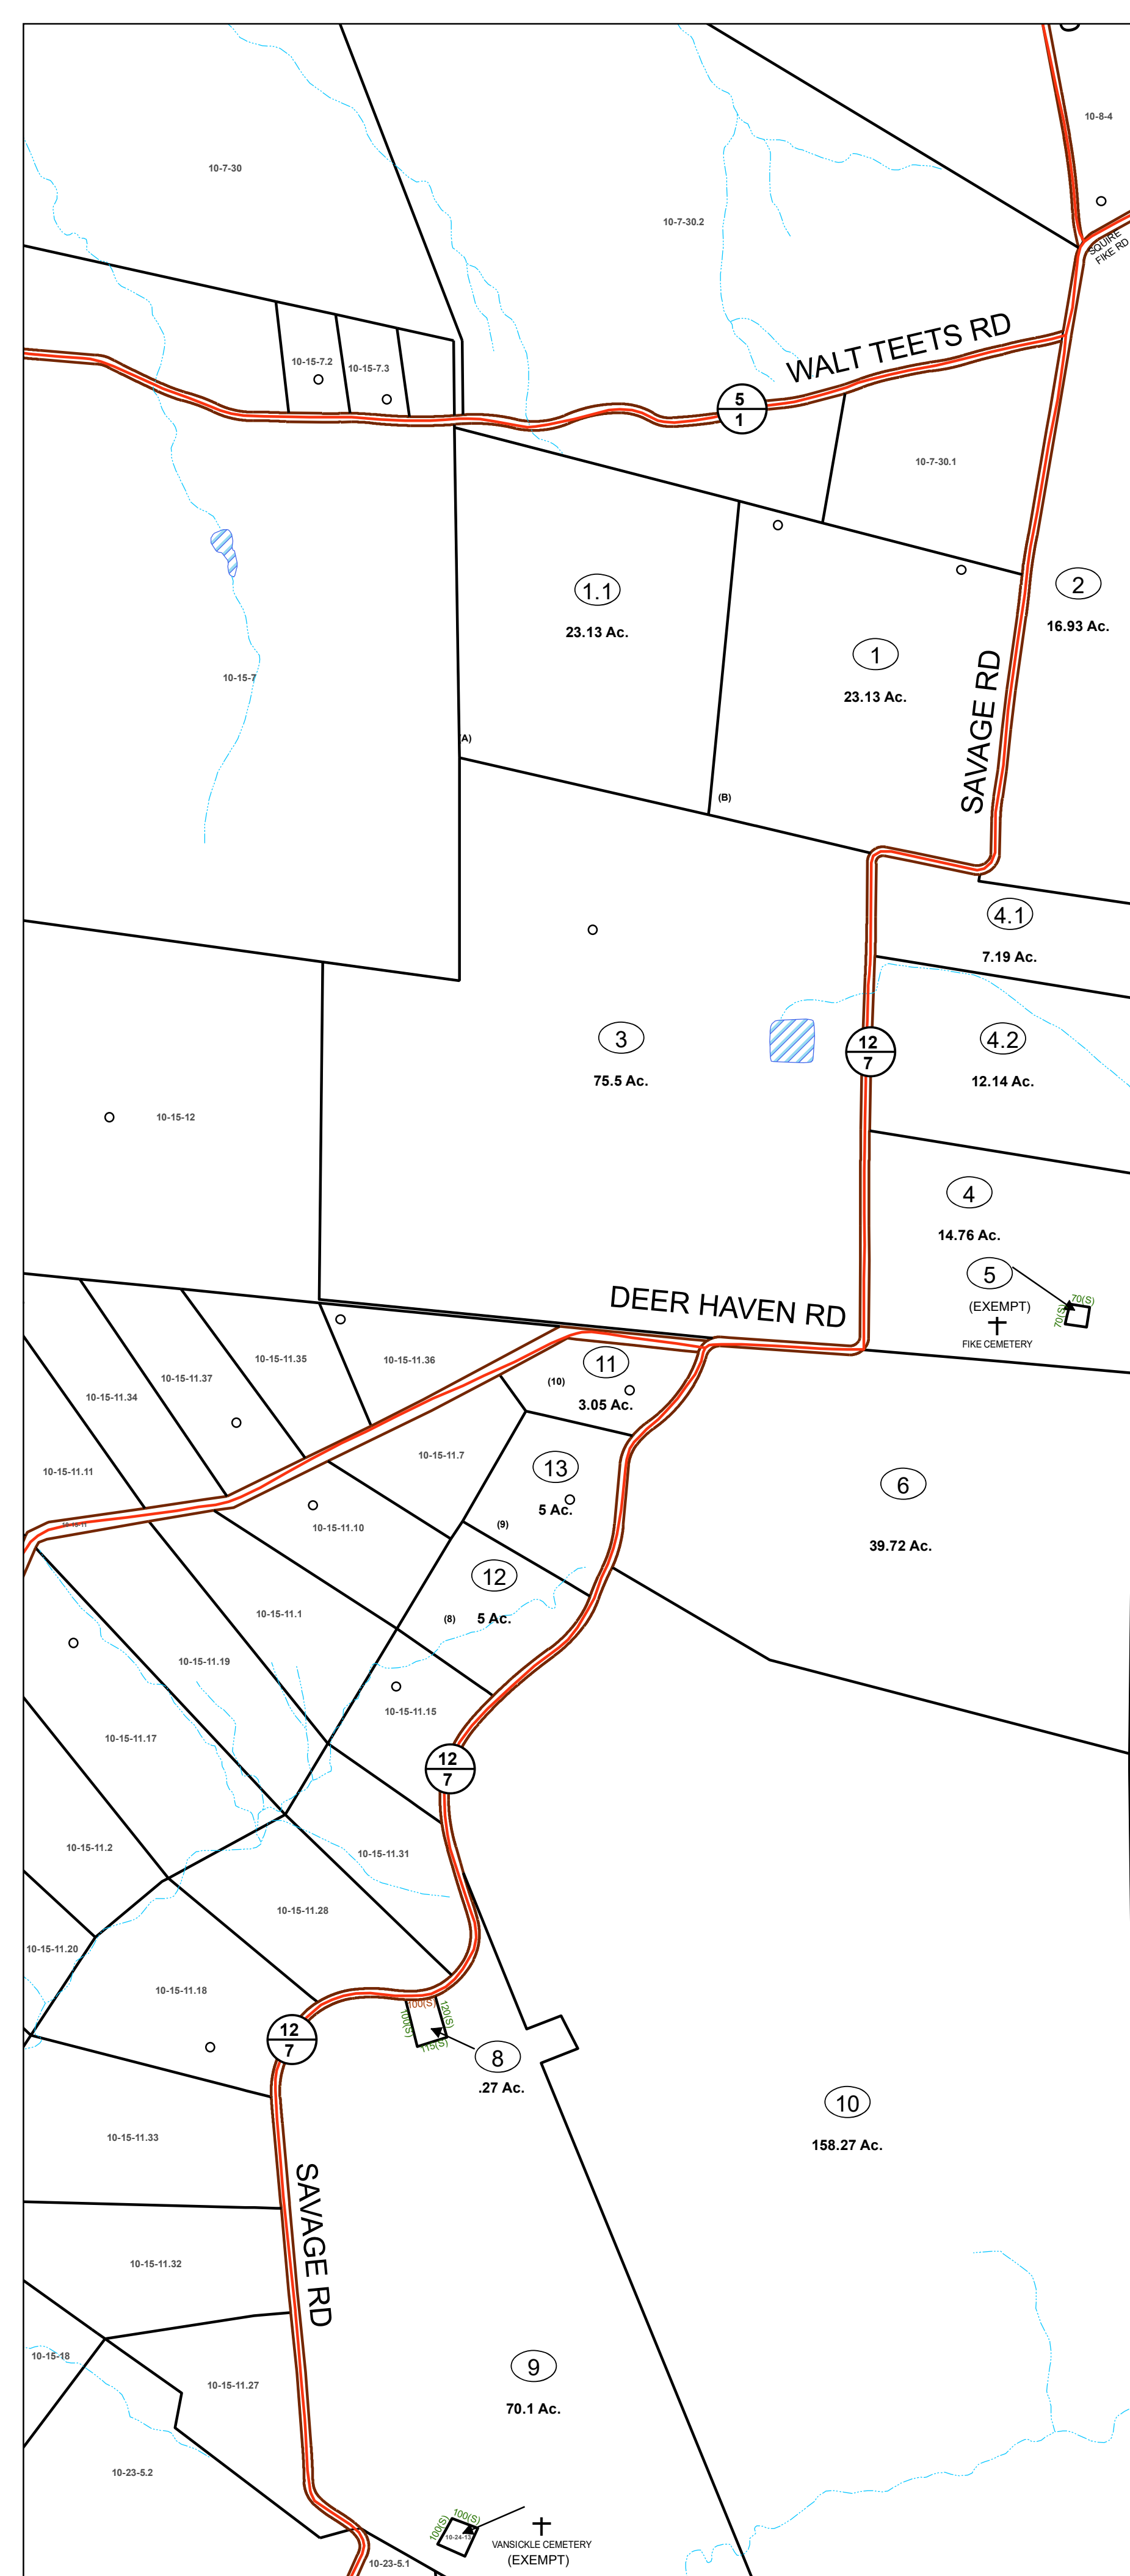 10-8-4
10-7-30
10-7-30.2
SQUIRE
FIKE RD
WALT TEETS RD
10-15-7.2
10-15-7.3
5
1
10-7-30.1
1.1
23.13 Ac.
2
16.93 Ac.
1
23.13 Ac.
10-15-7
SAVAGE RD
(A)
(B)
4.1
7.19 Ac.
3
75.5 Ac.
12
7
4.2
12.14 Ac.
10-15-12
4
14.76 Ac.
5
(EXEMPT)
FIKE CEMETERY
70(S)
70(S)
DEER HAVEN RD
10-15-11.35
10-15-11.36
11
(10)
3.05 Ac.
10-15-11.37
10-15-11.34
10-15-11.7
10-15-11.11
13
5 Ac.
(9)
6
39.72 Ac.
10-15-11
10-15-11.10
12
(8)
5 Ac.
10-15-11.1
10-15-11.19
10-15-11.15
10-15-11.17
12
7
10-15-11.2
10-15-11.31
10-15-11.28
10-15-11.20
10-15-11.18
100(S)
100(S)
120(S)
115(S)
12
7
8
.27 Ac.
10
158.27 Ac.
10-15-11.33
SAVAGE RD
10-15-11.32
10-15-18
10-15-11.27
9
70.1 Ac.
10-23-5.2
100(S)
100(S)
10-24-13
VANSICKLE CEMETERY
(EXEMPT)
10-23-5.1